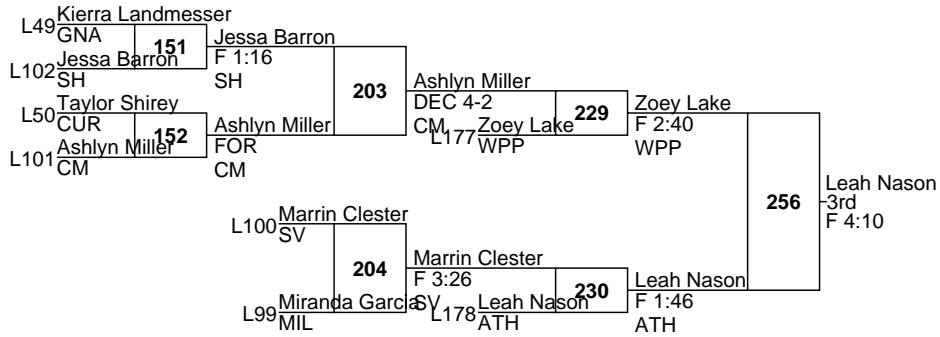 Kierra Landmesser
L49
GNA
151
Jessa Barron
F 1:16
SH
Jessa Barron
L102
SH
203
Ashlyn Miller
DEC 4-2
CM
Taylor Shirey
L50
CUR
152
Ashlyn Miller
FOR
CM
Ashlyn Miller
L101
CM
229
Zoey Lake
F 2:40
WPP
Zoey Lake
L177
WPP
256
Leah Nason
3rd
F 4:10
Marrin Clester
L100
SV
204
Marrin Clester
F 3:26
SV
Miranda Garcia
L99
MIL
230
Leah Nason
F 1:46
ATH
Leah Nason
L178
ATH